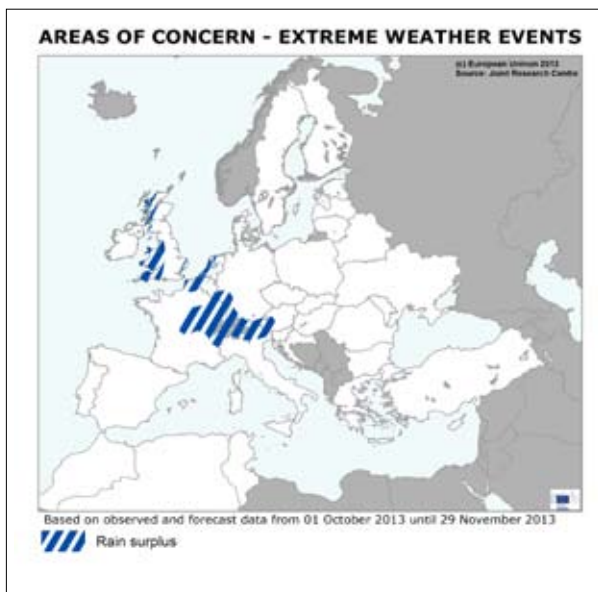 AREAS OF CONCERN - EXTREME WEATHER EVENTS
(c) European Uninon 2013
Source: Joint Research Centre
Based on observed and forecast data from 01 October 2013 until 29 November 2013
Rain surplus